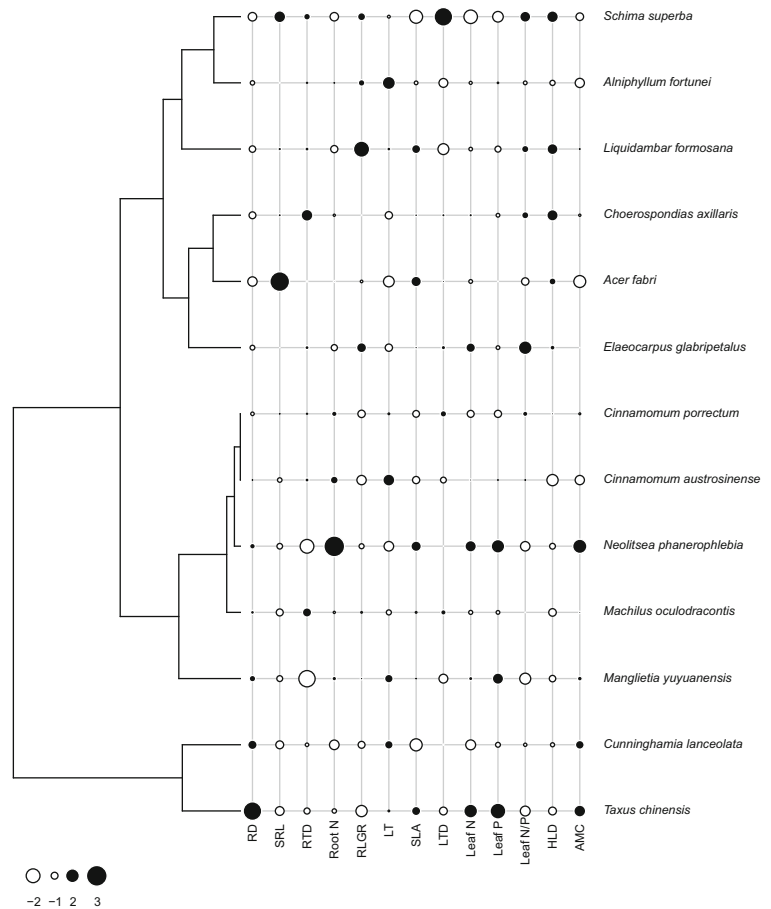 Schima superba
Alniphyllum fortunei
Liquidambar formosana
Choerospondias axillaris
Acer fabri
Elaeocarpus glabripetalus
Cinnamomum porrectum
Cinnamomum austrosinense
Neolitsea phanerophlebia
Machilus oculodracontis
Manglietia yuyuanensis
Cunninghamia lanceolata
Taxus chinensis
RD
SRL
RTD
Root N
RLGR
LT
SLA
LTD
Leaf N
Leaf P
Leaf N/P
HLD
AMC
−2 −1 2 3